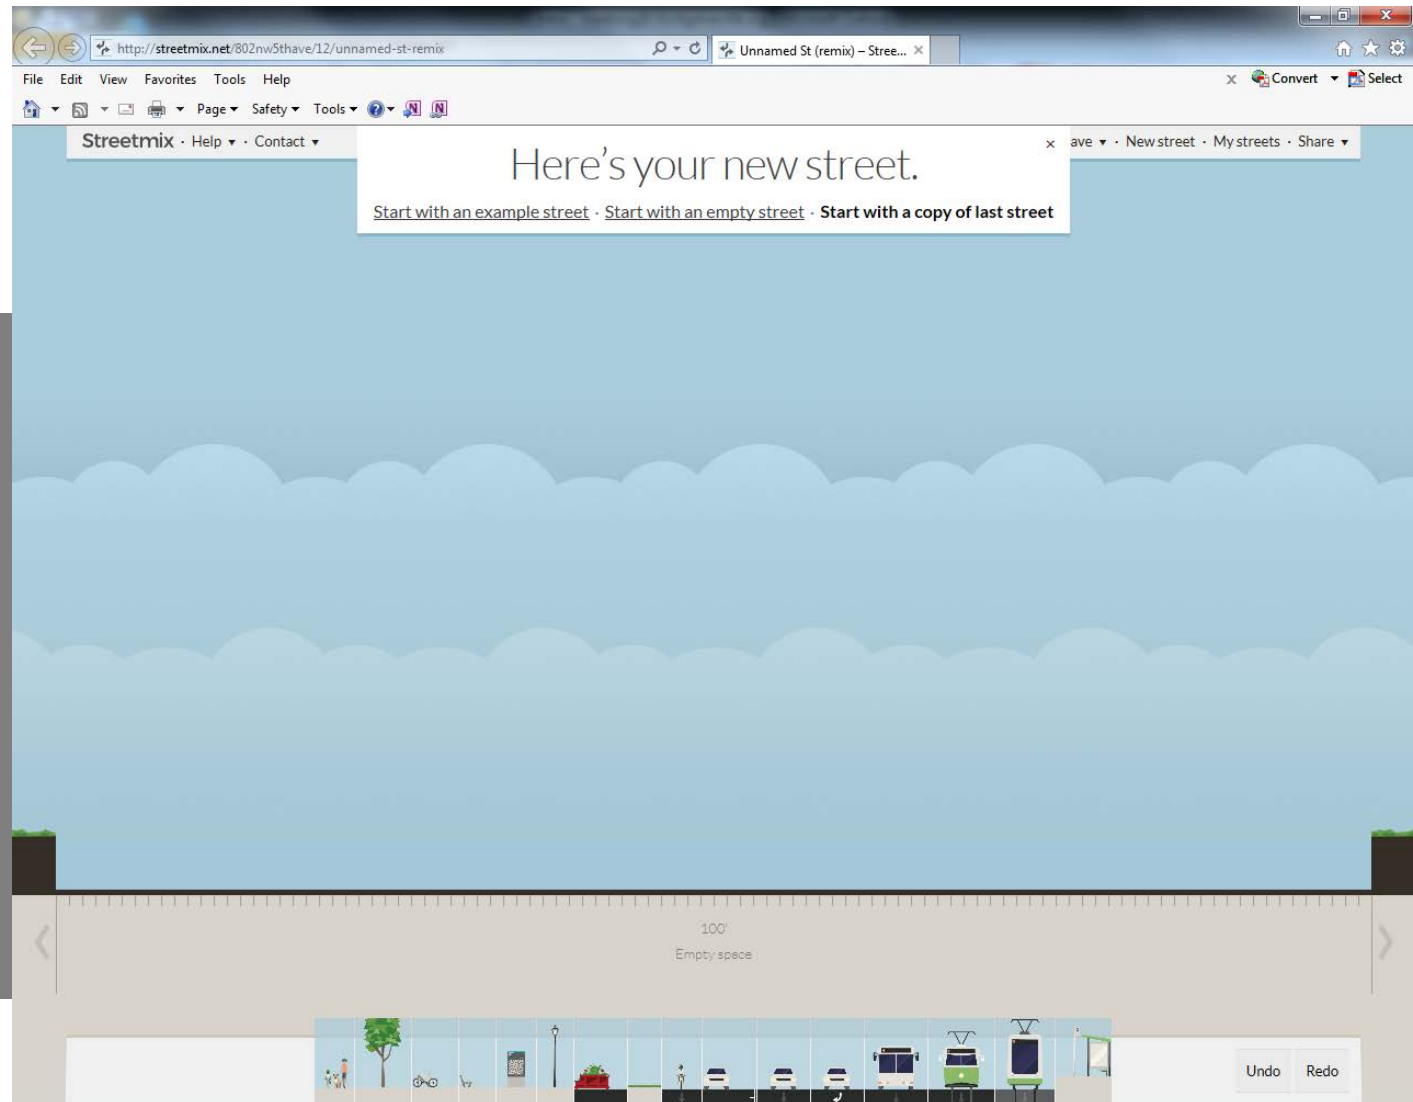 http://streetmix.net/802nw5thave/12/unnamed-st-remix
Unnamed St (remix) – Stree... ×
File Edit View Favorites Tools Help
x Convert Select
Page Safety Tools
Streetmix · Help · Contact
Here's your new street.
×
ave · New street · My streets · Share
Start with an example street · Start with an empty street · Start with a copy of last street
100'
Empty space
Undo Redo